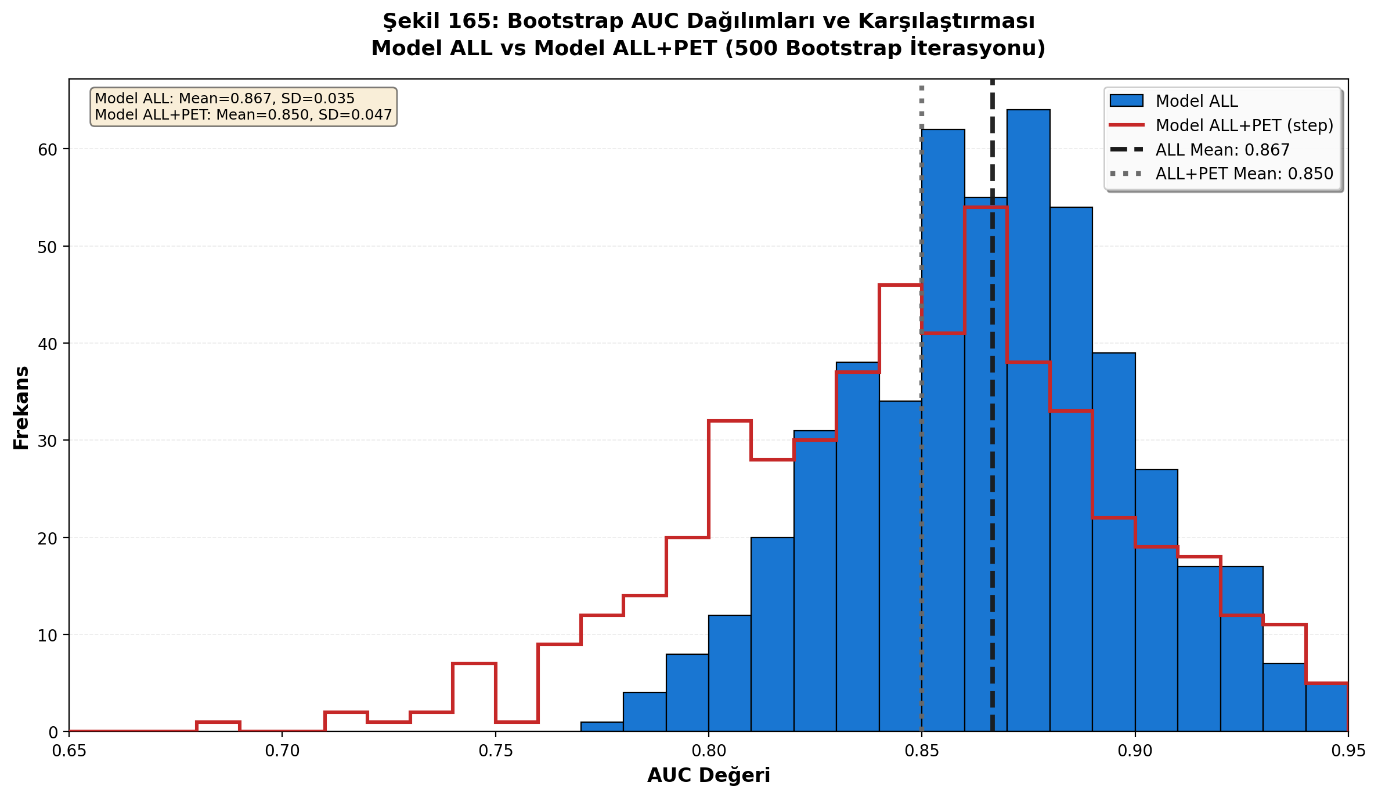 Şekil 165: Bootstrap AUC Dağılımları ve Karşılaştırması
Model ALL vs Model ALL+PET (500 Bootstrap İterasyonu)
Model ALL: Mean=0.867, SD=0.035
Model ALL+PET: Mean=0.850, SD=0.047
Model ALL
Model ALL+PET (step)
ALL Mean: 0.867
ALL+PET Mean: 0.850
Frekans
60
50
40
30
20
10
0
0.65 0.70 0.75 0.80 0.85 0.90 0.95
AUC Değeri